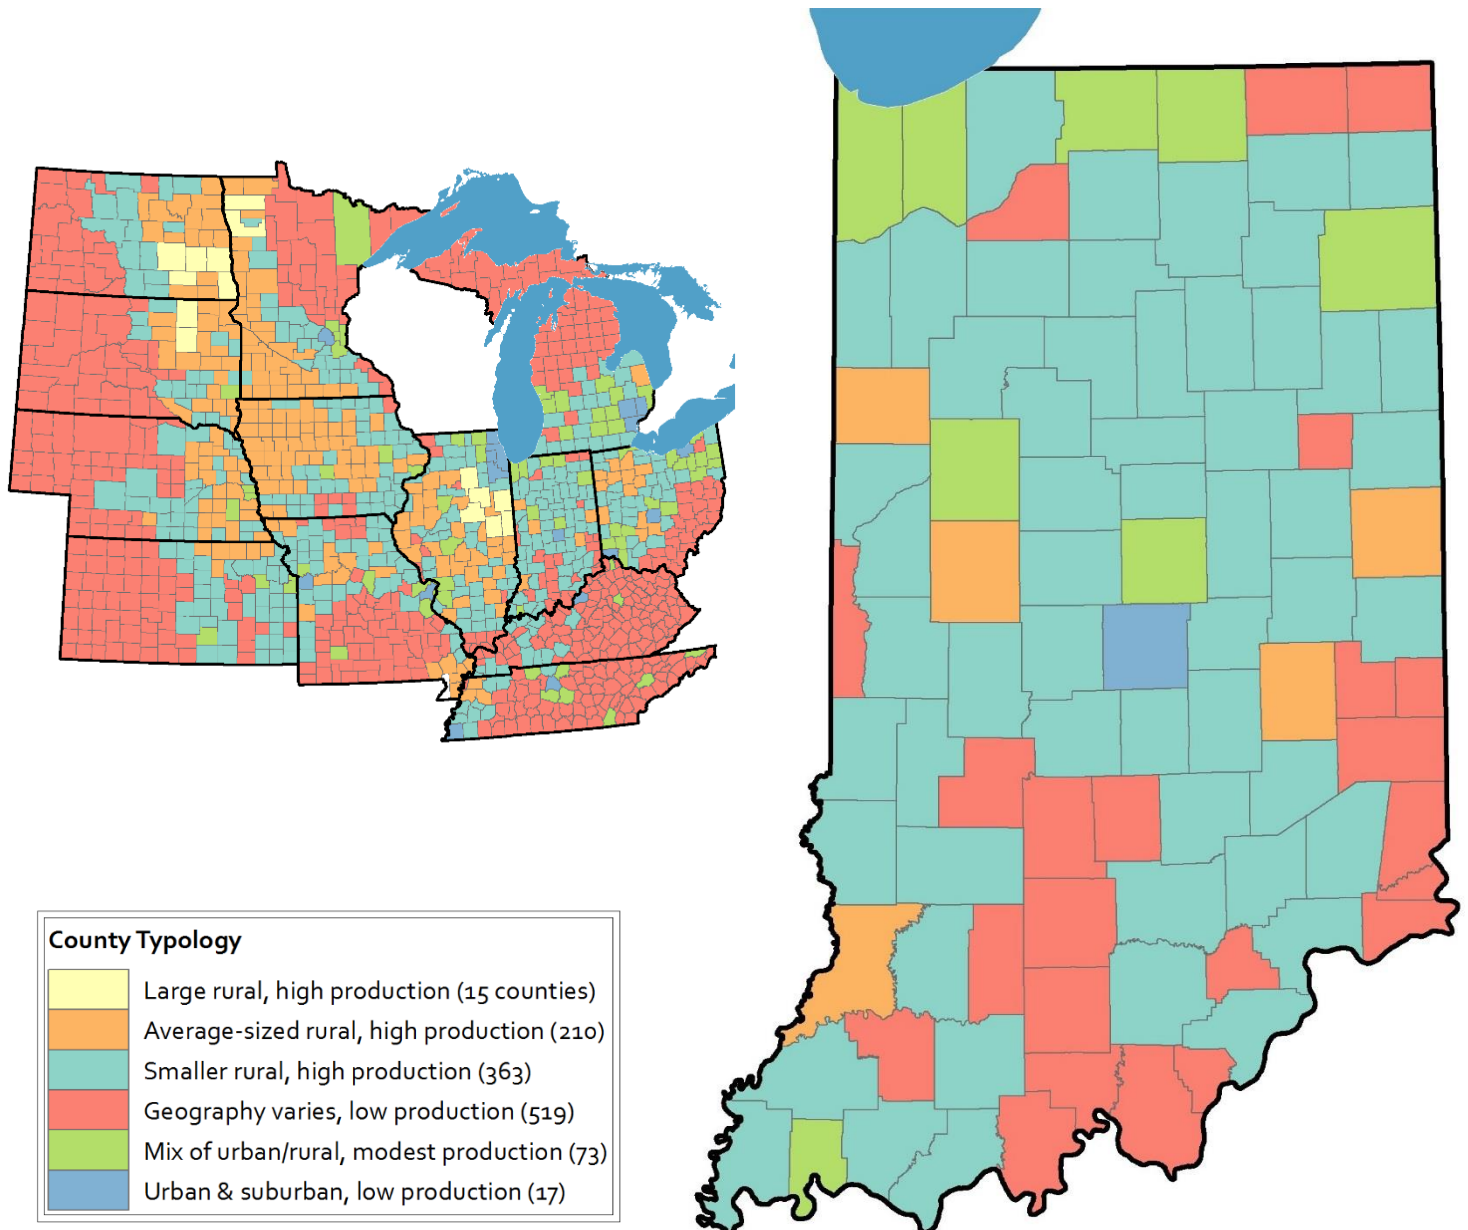 County Typology
Large rural, high production (15 counties)
Average-sized rural, high production (210)
Smaller rural, high production (363)
Geography varies, low production (519)
Mix of urban/rural, modest production (73)
Urban & suburban, low production (17)